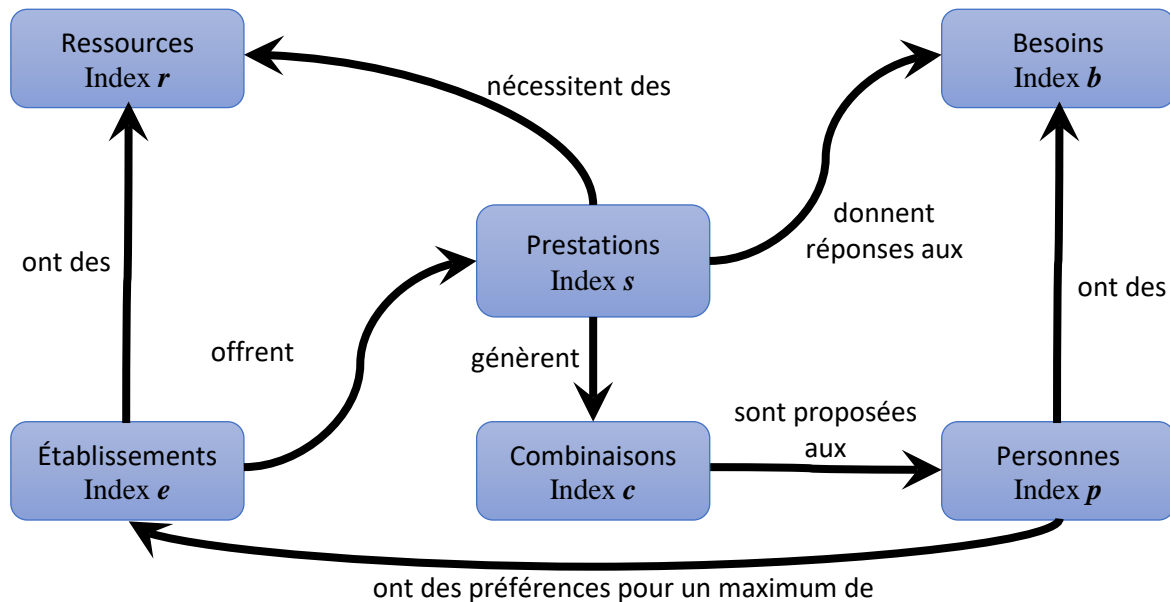 Ressources
Index r
Besoins
Index b
nécessitent des
Prestations
Index s
donnent
réponses aux
ont des
ont des
offrent
génèrent
sont proposées
aux
Établissements
Index e
Combinaisons
Index c
Personnes
Index p
ont des préférences pour un maximum de